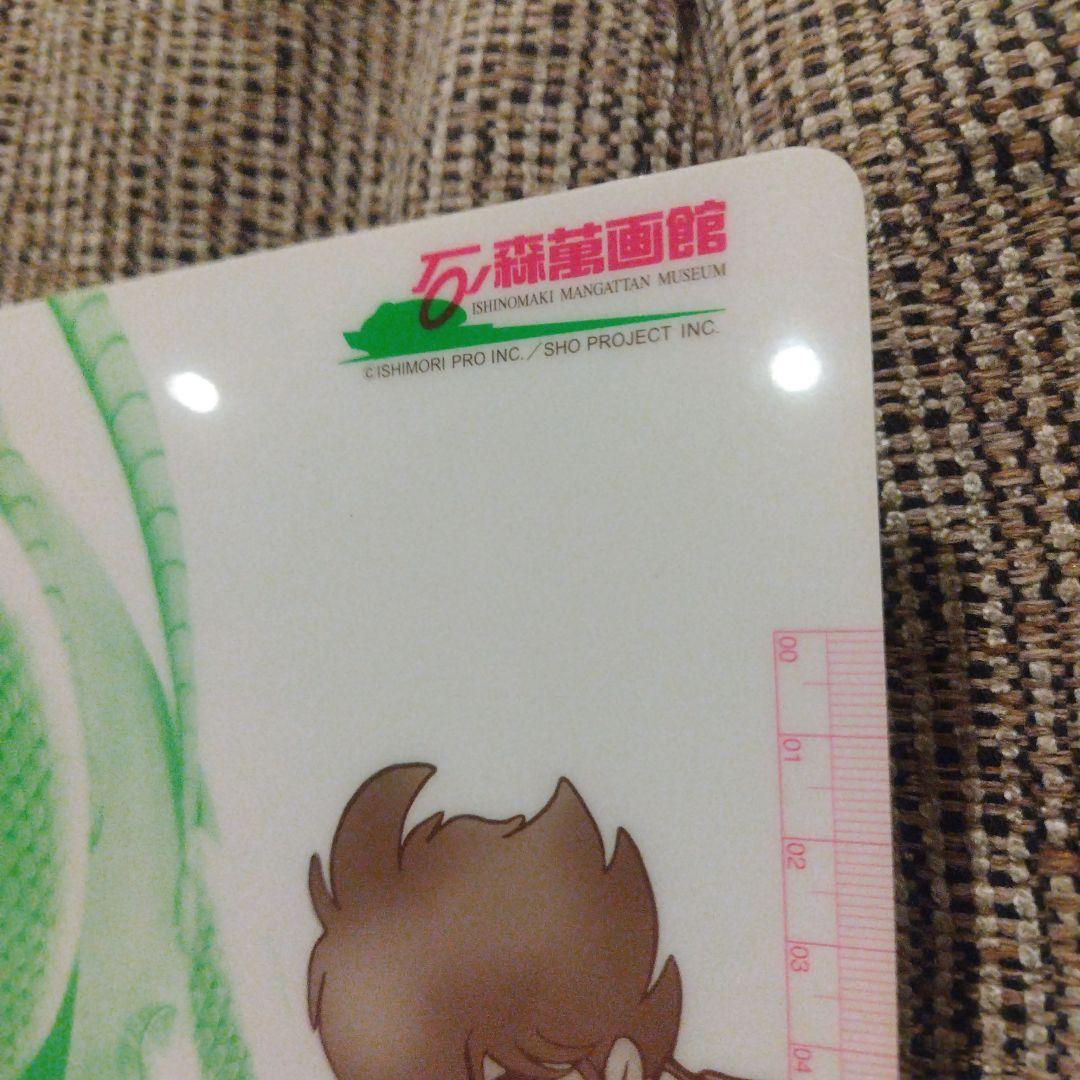 石ノ森萬画館
ISHINOMAKI MANGATTAN MUSEUM
©ISHIMORI PRO INC.／SHO PROJECT INC.
00
01
02
03
04